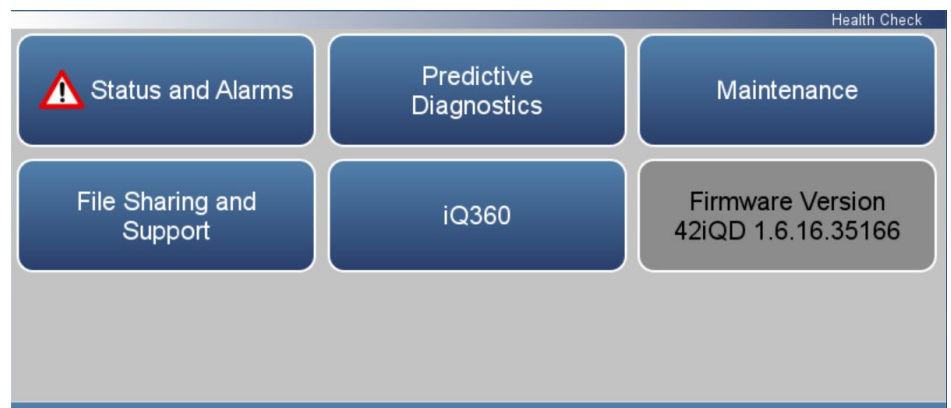 Health Check
Status and Alarms
Predictive
Diagnostics
Maintenance
File Sharing and
Support
iQ360
Firmware Version
42iQD 1.6.16.35166